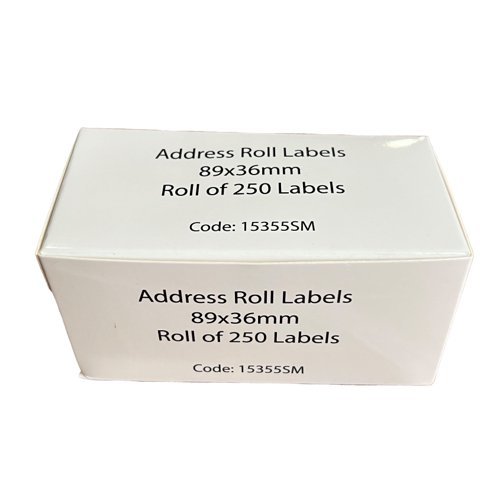 Address Roll Labels
89x36mm
Roll of 250 Labels
Code: 15355SM
Address Roll Labels
89x36mm
Roll of 250 Labels
Code: 15355SM